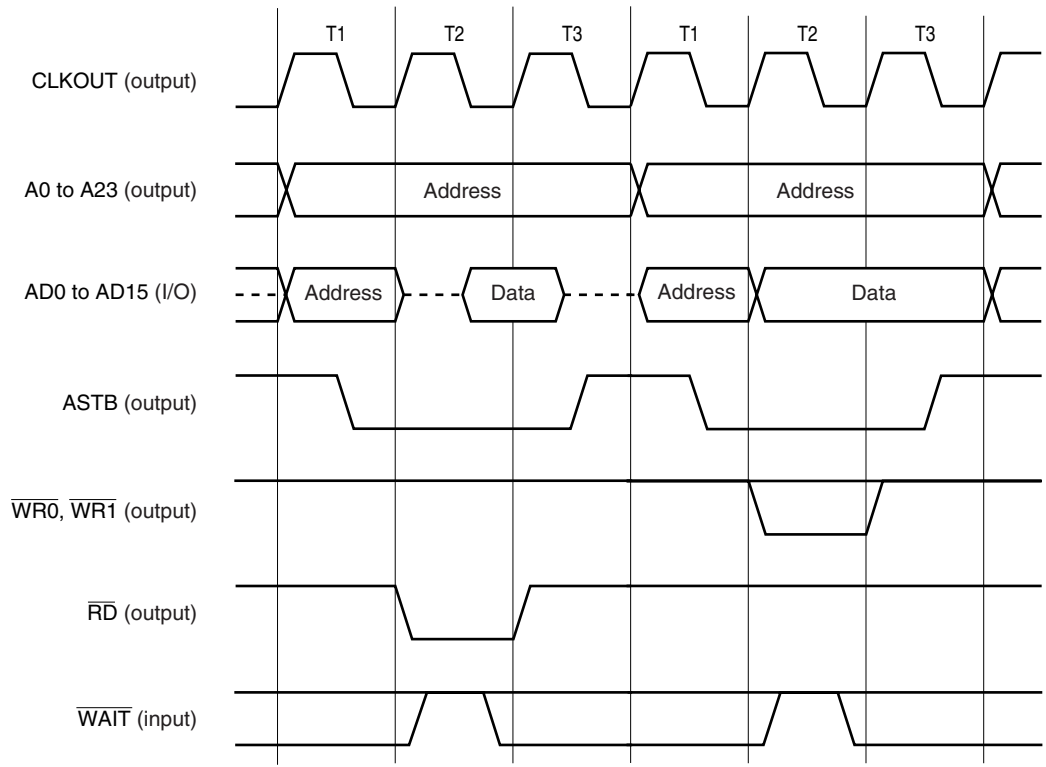 T1 T2 T3 T1 T2 T3
CLKOUT (output)
A0 to A23 (output) Address Address
AD0 to AD15 (I/O) Address Data Address Data
ASTB (output)
WR0, WR1 (output)
RD (output)
WAIT (input)